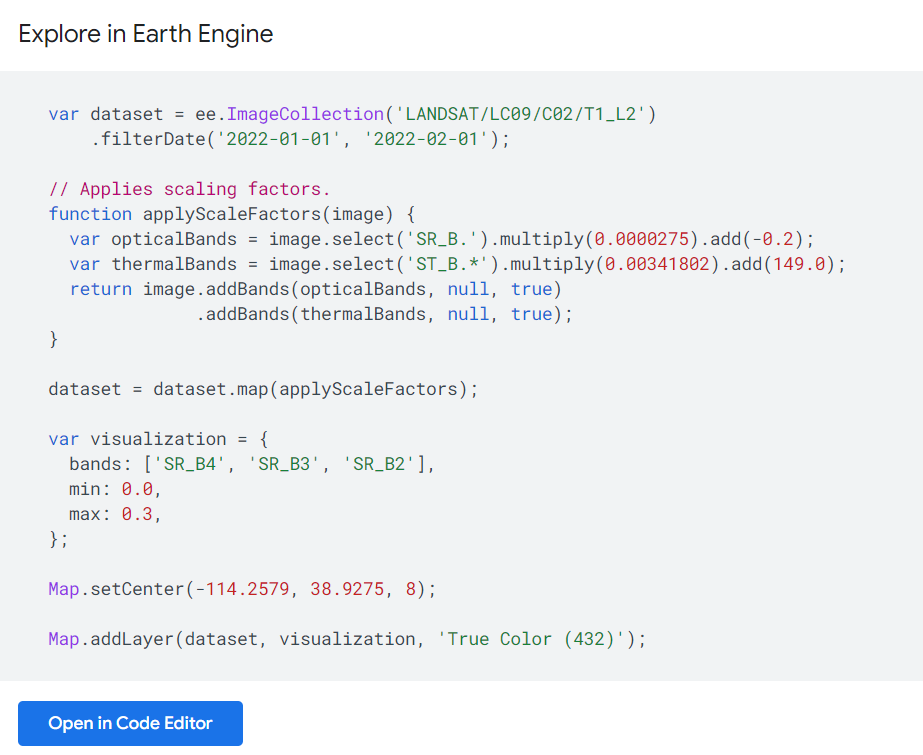 Explore in Earth Engine
var dataset = ee.ImageCollection('LANDSAT/LC09/C02/T1_L2')
.filterDate('2022-01-01', '2022-02-01');
// Applies scaling factors.
function applyScaleFactors(image) {
var opticalBands = image.select('SR_B.').multiply(0.0000275).add(-0.2);
var thermalBands = image.select('ST_B.*').multiply(0.00341802).add(149.0);
return image.addBands(opticalBands, null, true)
.addBands(thermalBands, null, true);
}
dataset = dataset.map(applyScaleFactors);
var visualization = {
bands: ['SR_B4', 'SR_B3', 'SR_B2'],
min: 0.0,
max: 0.3,
};
Map.setCenter(-114.2579, 38.9275, 8);
Map.addLayer(dataset, visualization, 'True Color (432)');
Open in Code Editor